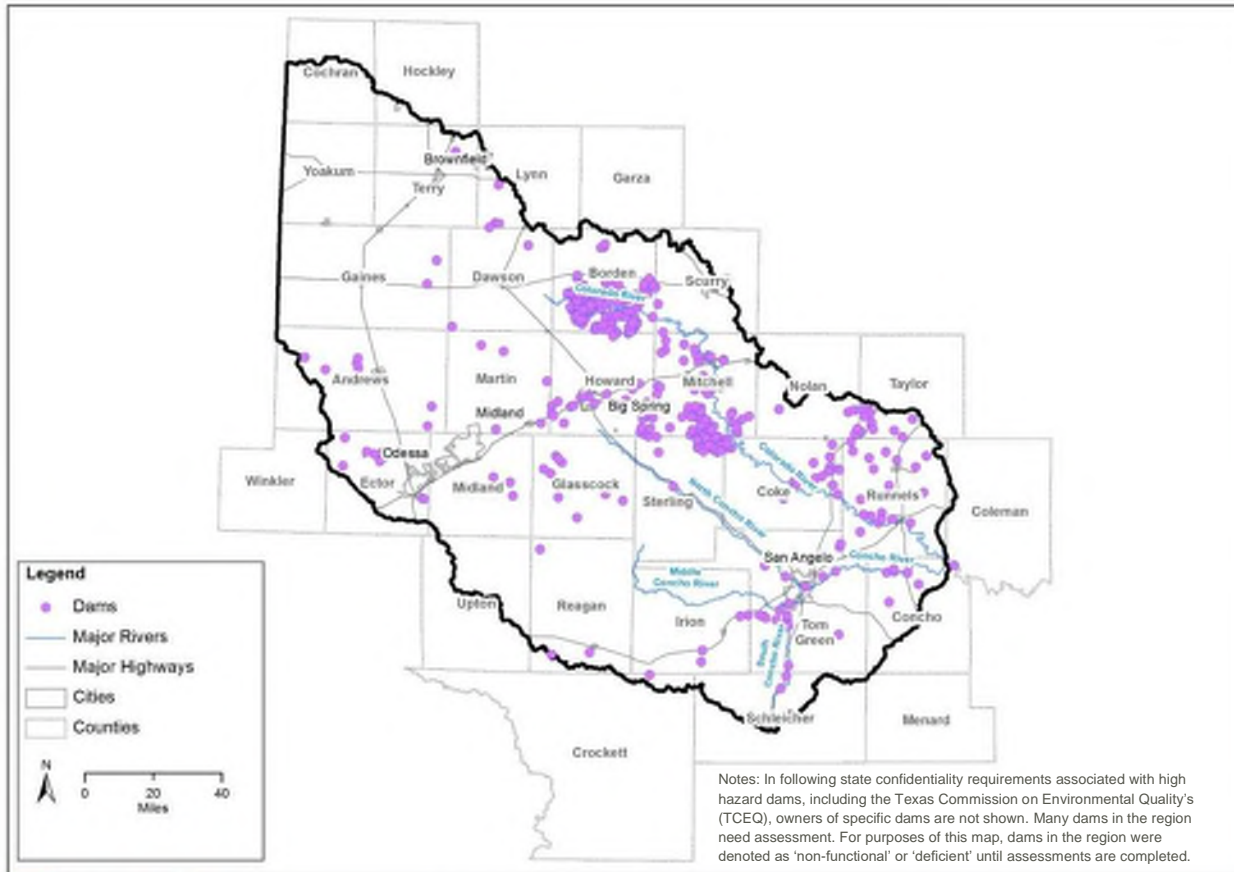 Cochran
Hockley
Brownfield
Yoakum
Terry
Lynn
Garza
Gaines
Dawson
Borden
Scurry
Colorado River
Andrews
Martin
Howard
Mitchell
Nolan
Taylor
Midland
Big Spring
Odessa
Winkler
Ector
Midland
Glasscock
Sterling
North Concho River
Coke
Colorado River
Runnels
Coleman
San Angelo
Concho River
Middle
Concho River
Upton
Reagan
Irion
Tom
Green
Concho
South
Concho River
Schleicher
Menard
Crockett
Legend
Dams
Major Rivers
Major Highways
Cities
Counties
N
0 20 40
Miles
Notes: In following state confidentiality requirements associated with high
hazard dams, including the Texas Commission on Environmental Quality's
(TCEQ), owners of specific dams are not shown. Many dams in the region
need assessment. For purposes of this map, dams in the region were
denoted as ‘non-functional’ or ‘deficient’ until assessments are completed.